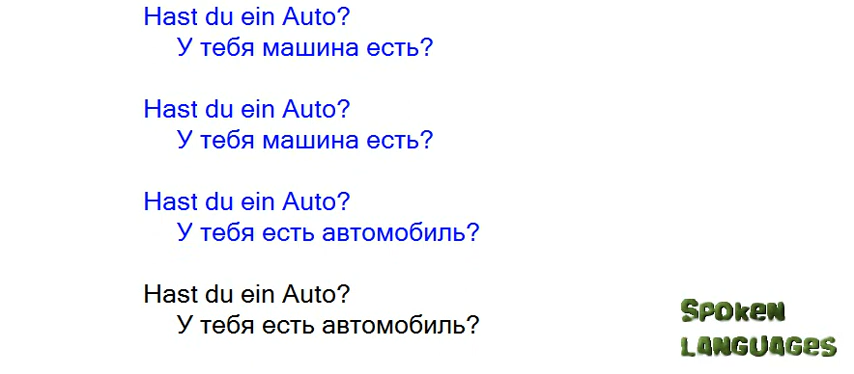 Hast du ein Auto?
У тебя машина есть?
Hast du ein Auto?
У тебя машина есть?
Hast du ein Auto?
У тебя есть автомобиль?
Hast du ein Auto?
У тебя есть автомобиль?
Spoken
Languages